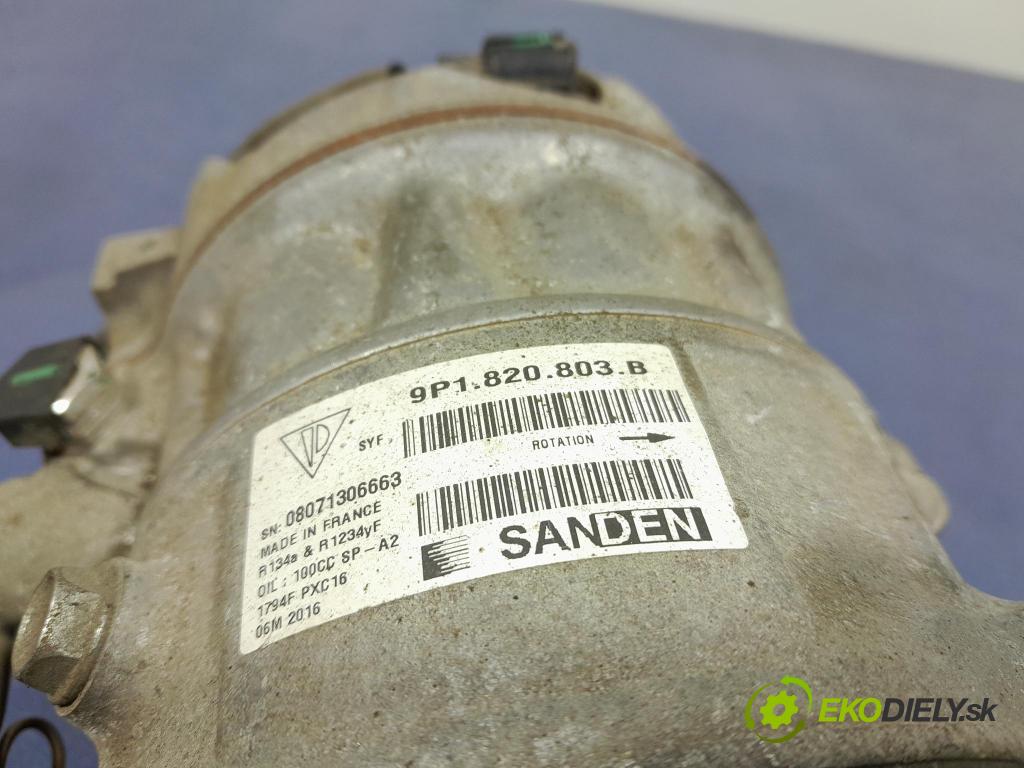 9P1.820.803.B
SYF
ROTATION
SN: 08071306663
MADE IN FRANCE
R134a & R1234yF
OIL : 100CC SP-A2
1794F PXC16
06M 2016
SANDEN
EKODIELY.sk